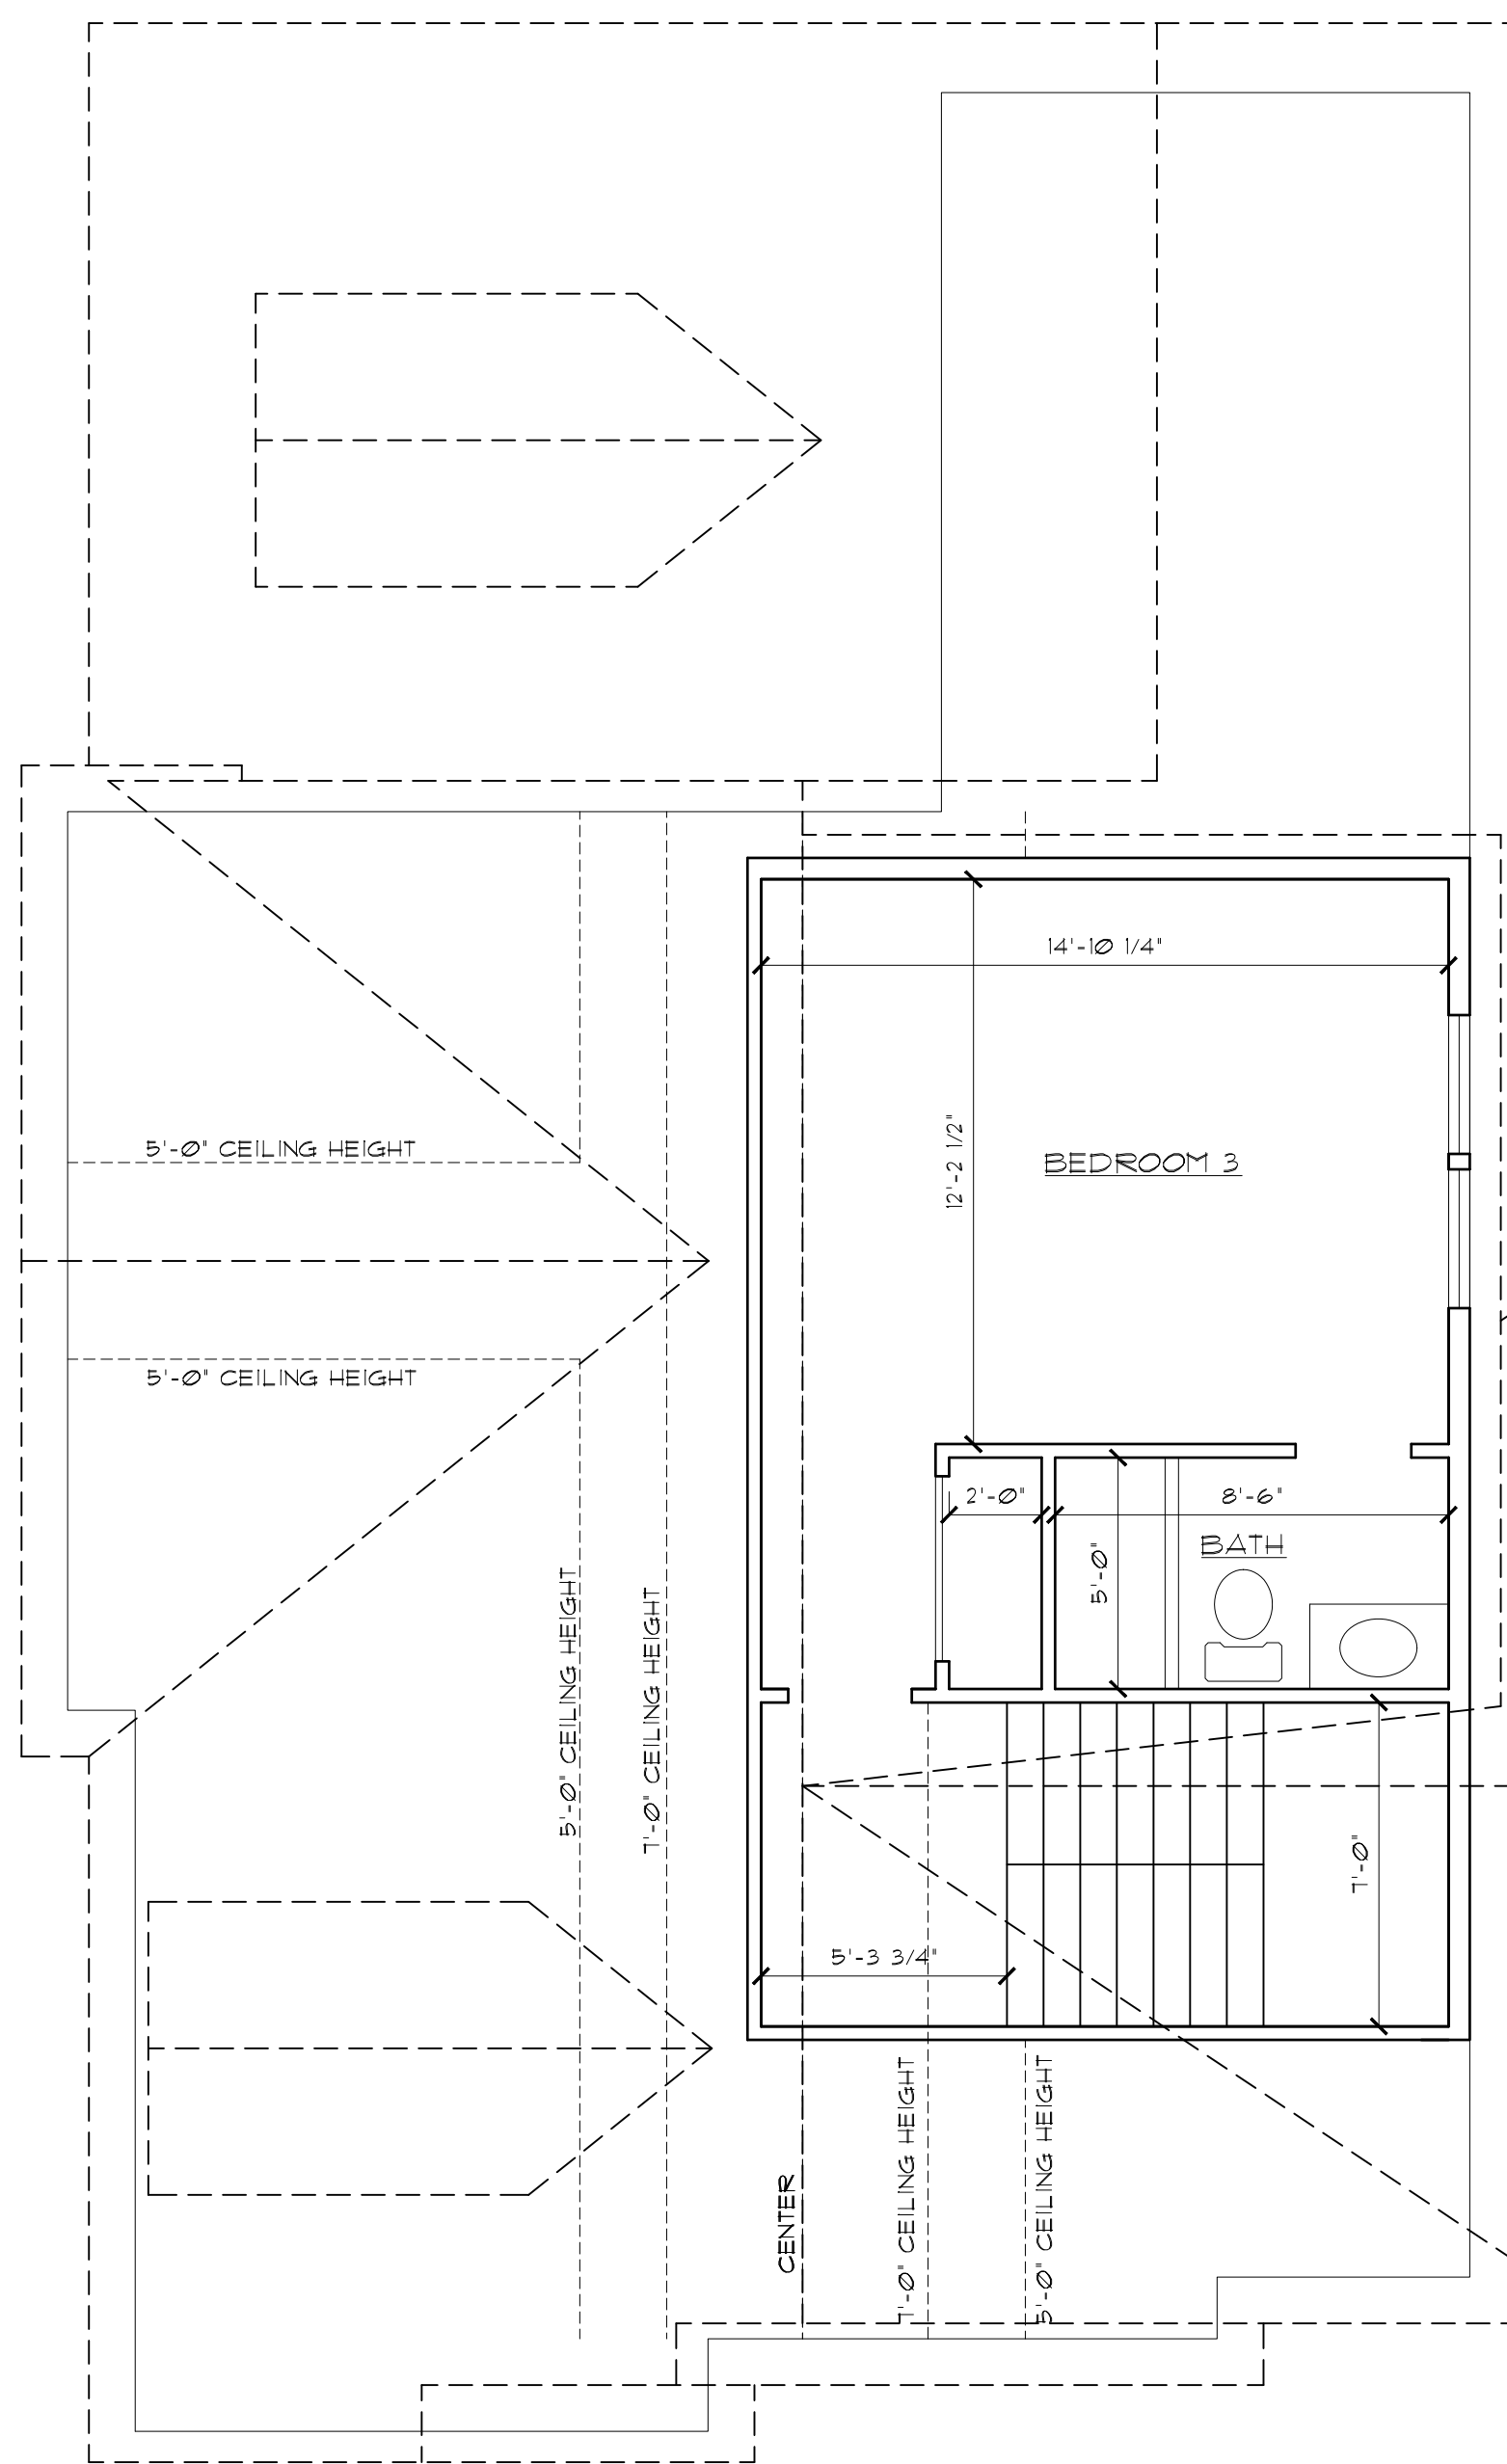 14'-10 1/4"
12'-2 1/2"
BEDROOM 3
5'-0" CEILING HEIGHT
5'-0" CEILING HEIGHT
2'-0"
8'-6"
BATH
5'-0"
5'-0" CEILING HEIGHT
7'-0" CEILING HEIGHT
7'-0"
5'-3 3/4"
CENTER
7'-0" CEILING HEIGHT
5'-0" CEILING HEIGHT